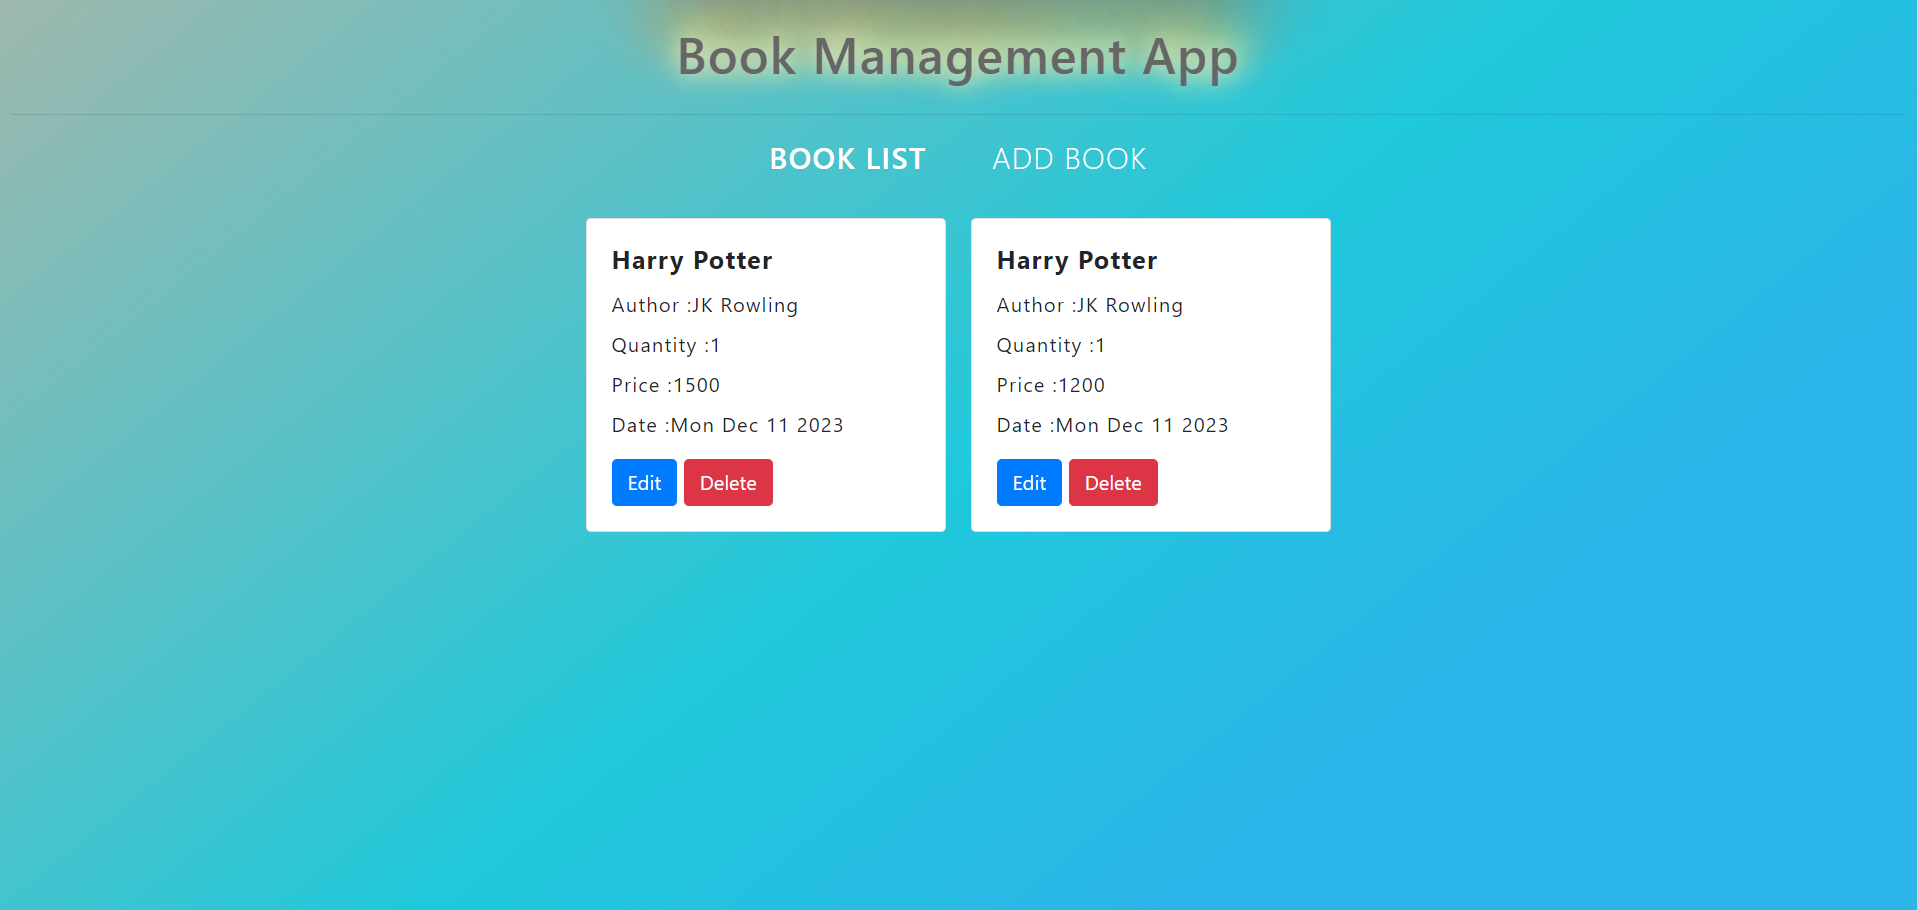 Book Management App
BOOK LIST
ADD BOOK
Harry Potter
Author :JK Rowling
Quantity :1
Price :1500
Date :Mon Dec 11 2023
Edit
Delete
Harry Potter
Author :JK Rowling
Quantity :1
Price :1200
Date :Mon Dec 11 2023
Edit
Delete